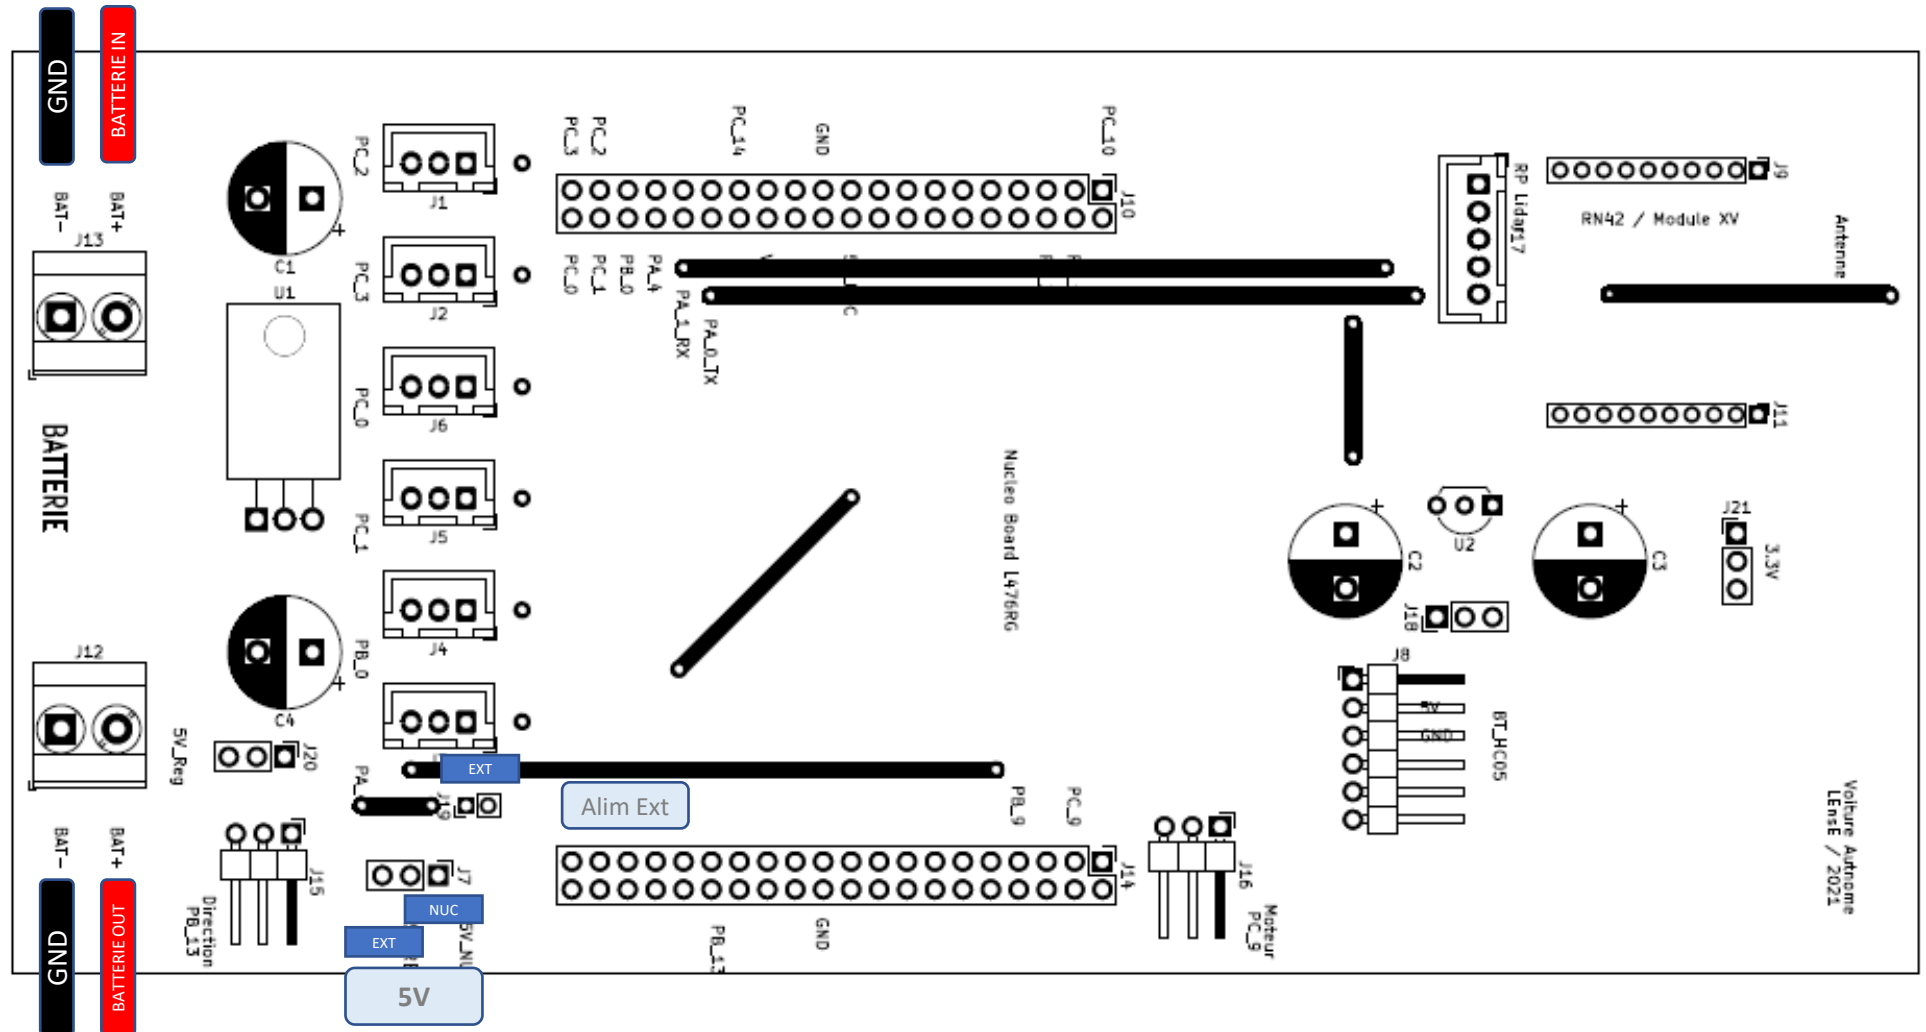 GND
BATTERIE IN
BAT-
BAT+
J13
BATTERIE
J12
BAT-
BAT+
GND
BATTERIE OUT
C1
+
U1
C4
+
5V_Reg
J20
J15
Direction
PB_13
PC_2
J1
PC_3
J2
PC_0
J6
PC_1
J5
PB_0
J4
PA_
J19
EXT
Alim Ext
J7
NUC
EXT
5V
PC_3
PC_2
PC_14
GND
PC_10
J10
PC_0
PC_1
PB_0
PA_4
PA_1_RX
PA_0_TX
Nucleo Board L476RG
PB_9
PC_9
J14
PB_13
GND
J16
Moteur
PC_9
RP Lidar
J17
J9
RN42 / Module XV
Antenne
J11
C2
+
U2
C3
+
J21
3.3V
J18
J8
5V
GND
BT_HC05
Voiture Autnome
LEnsE / 2021